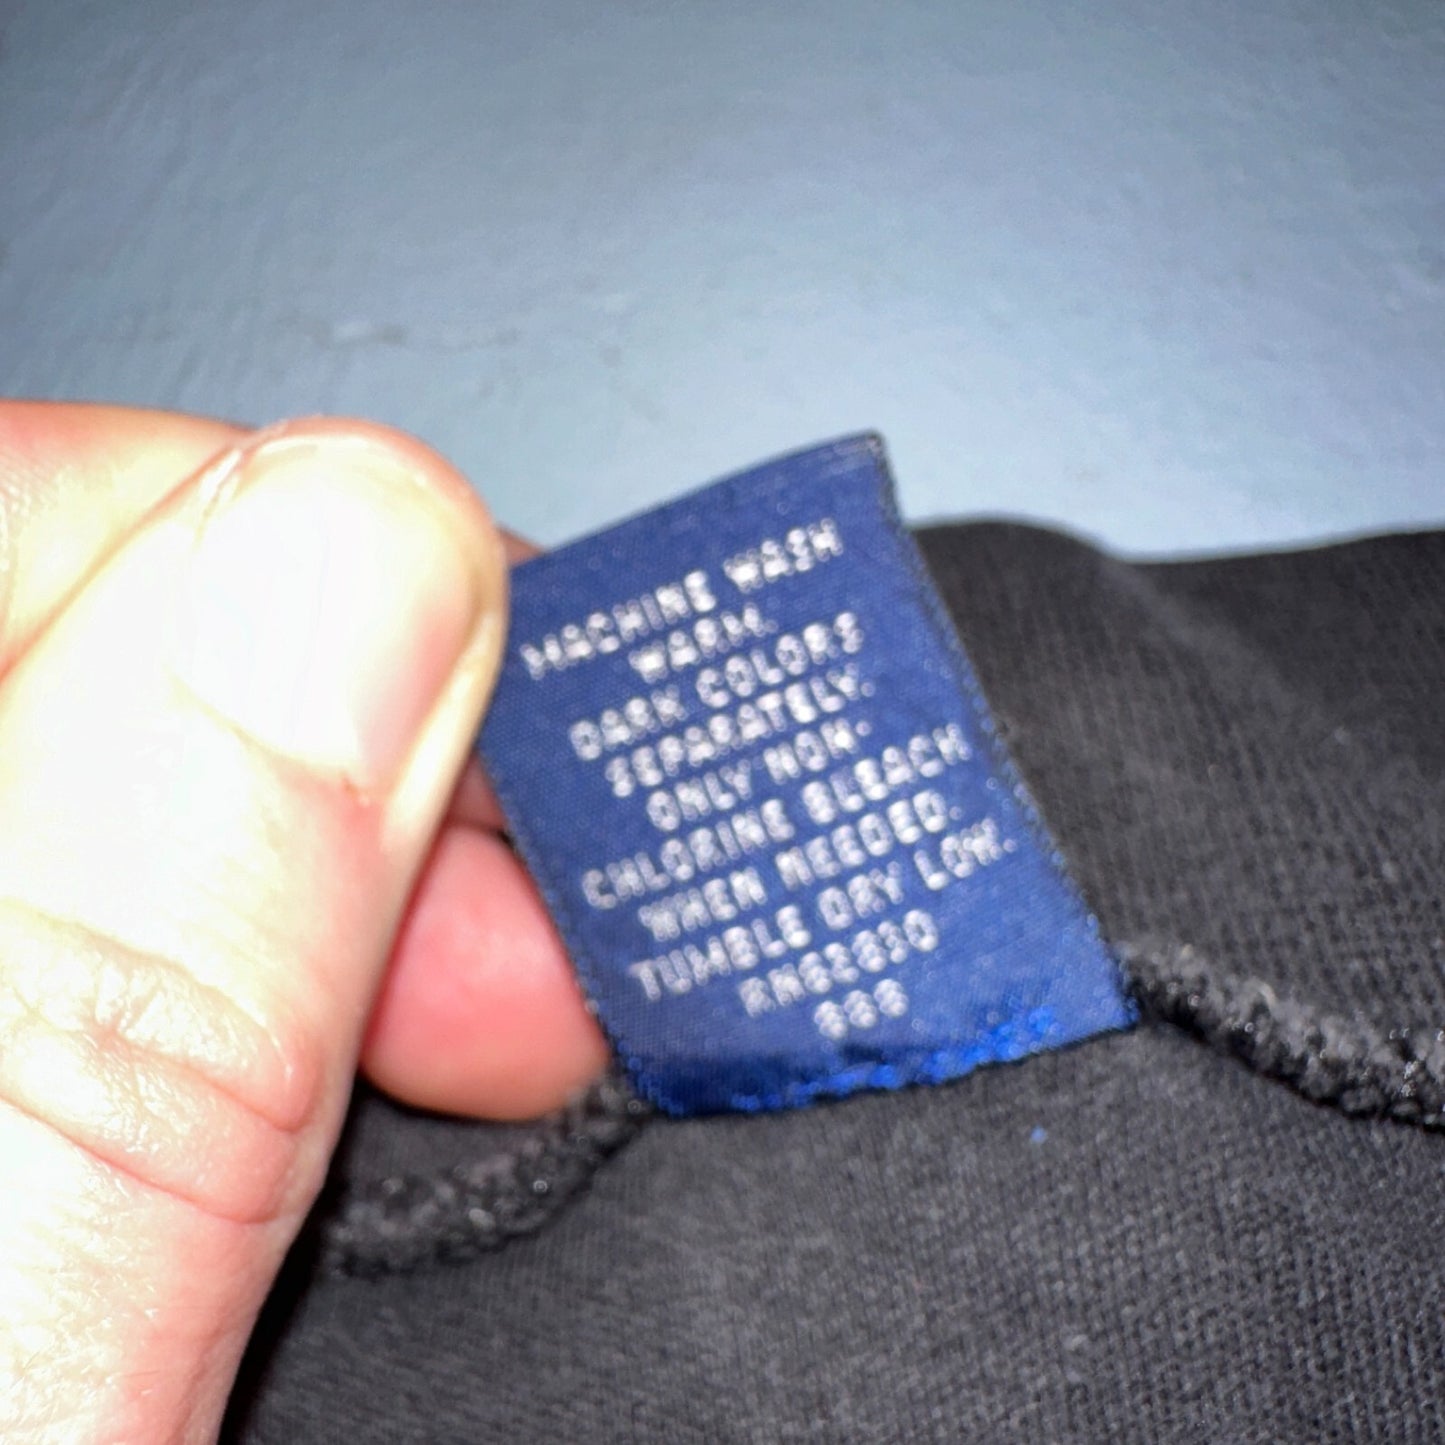 MACHINE WASH
WARM.
DARK COLORS
SEPARATELY.
ONLY NON-
CHLORINE BLEACH
WHEN NEEDED.
TUMBLE DRY LOW.